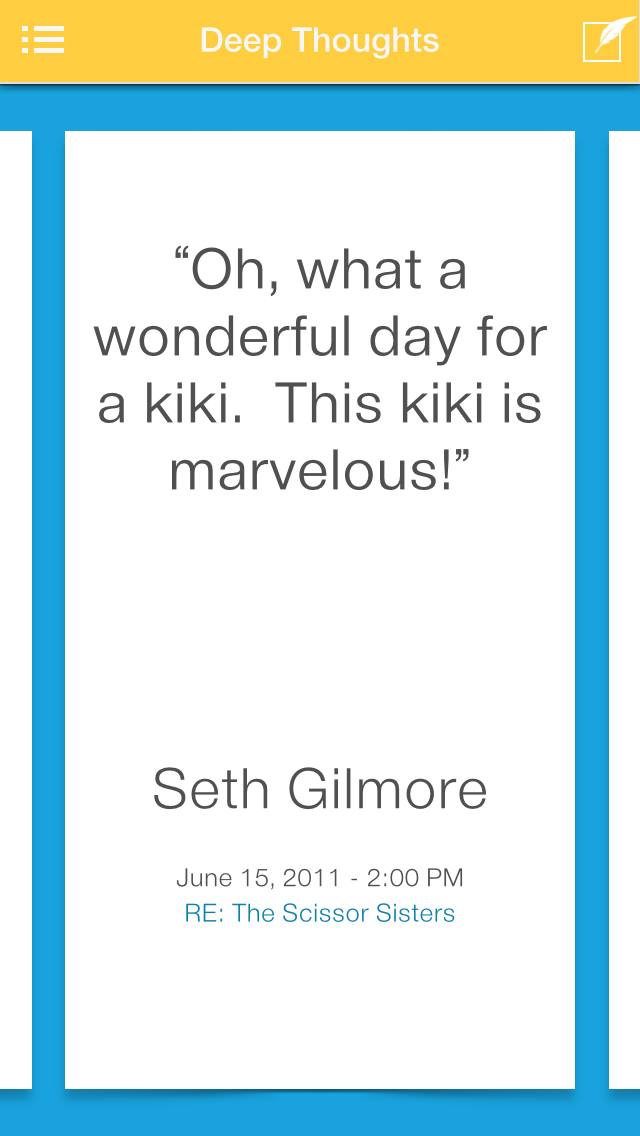 Deep Thoughts
“Oh, what a
wonderful day for
a kiki.  This kiki is
marvelous!”
Seth Gilmore
June 15, 2011 - 2:00 PM
RE: The Scissor Sisters